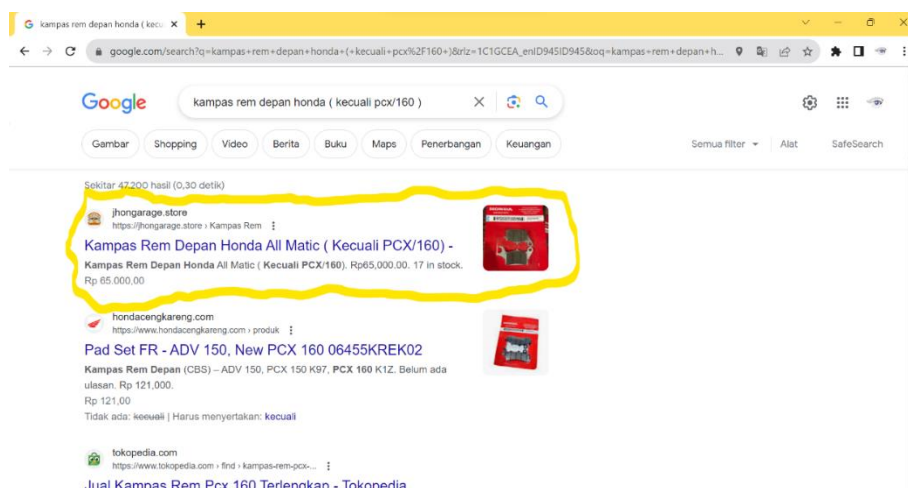 kampas rem depan honda ( kecu
google.com/search?q=kampas+rem+depan+honda+(+kecuali+pcx%2F160+)&rlz=1C1GCEA_enID945ID945&oq=kampas+rem+depan+h...
Google
kampas rem depan honda ( kecuali pcx/160 )
Gambar Shopping Video Berita Buku Maps Penerbangan Keuangan Semua filter Alat SafeSearch
Sekitar 47.200 hasil (0,30 detik)
jhongarage.store
https://jhongarage.store › Kampas Rem
Kampas Rem Depan Honda All Matic ( Kecuali PCX/160) -
Kampas Rem Depan Honda All Matic ( Kecuali PCX/160). Rp65,000.00. 17 in stock.
Rp 65.000,00
hondacengkareng.com
https://www.hondacengkareng.com › produk
Pad Set FR - ADV 150, New PCX 160 06455KREK02
Kampas Rem Depan (CBS) – ADV 150, PCX 150 K97, PCX 160 K1Z. Belum ada
ulasan. Rp 121,000.
Rp 121,00
Tidak ada: kecuali | Harus menyertakan: kecuali
tokopedia.com
https://www.tokopedia.com › find › kampas-rem-pcx-...
Jual Kampas Rem Pcx 160 Terlengkap - Tokopedia